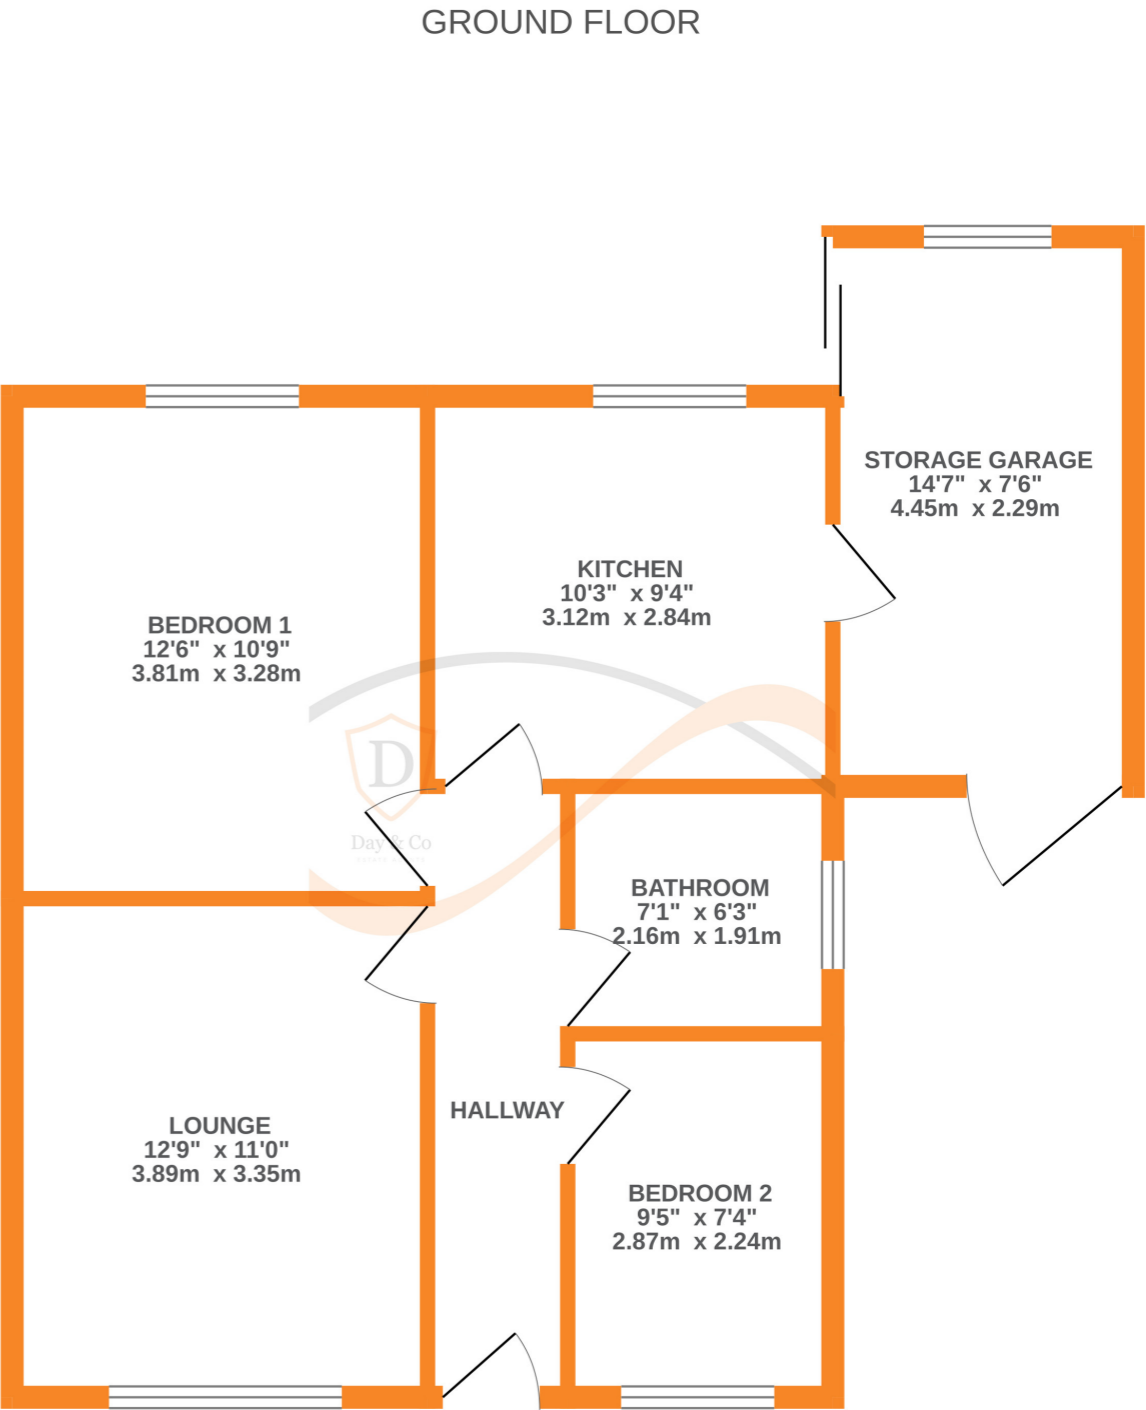 GROUND FLOOR
STORAGE GARAGE
14'7" x 7'6"
4.45m x 2.29m
KITCHEN
10'3" x 9'4"
3.12m x 2.84m
BEDROOM 1
12'6" x 10'9"
3.81m x 3.28m
D
Day & Co
BATHROOM
7'1" x 6'3"
2.16m x 1.91m
HALLWAY
LOUNGE
12'9" x 11'0"
3.89m x 3.35m
BEDROOM 2
9'5" x 7'4"
2.87m x 2.24m